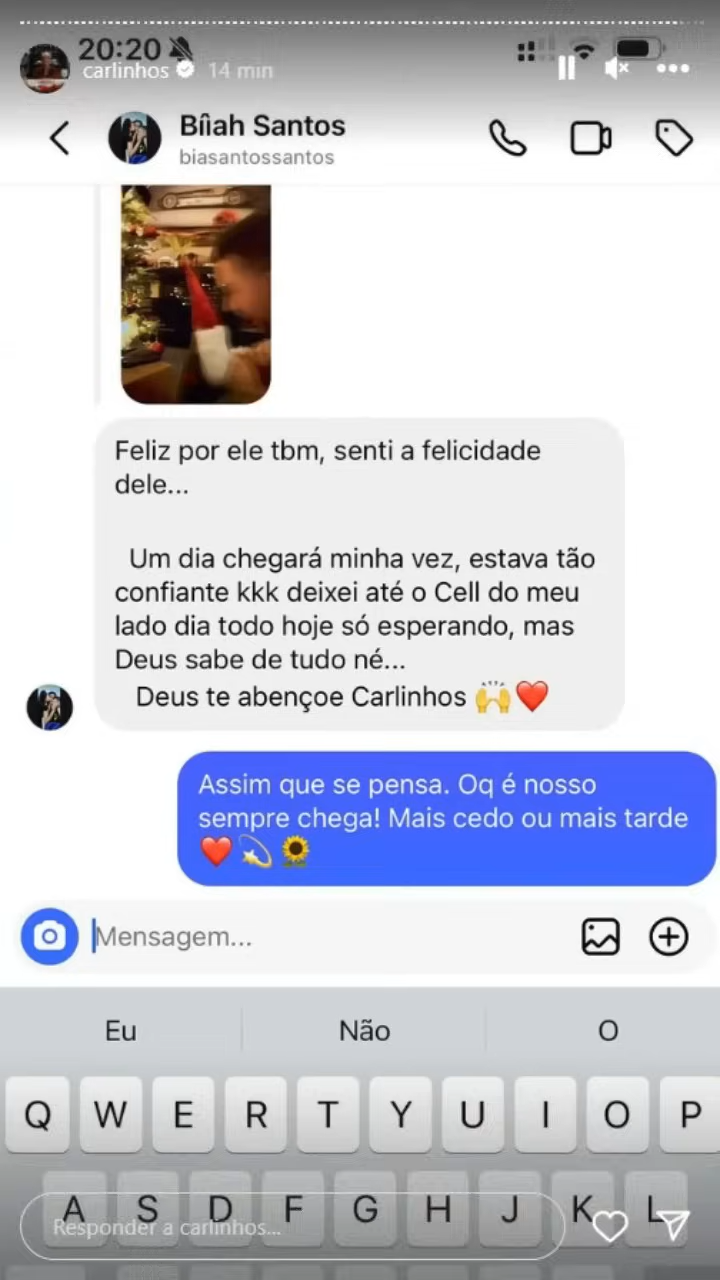 20:20
carlinhos 14 min
Bîiah Santos
biasantossantos
Feliz por ele tbm, senti a felicidade
dele...
Um dia chegará minha vez, estava tão
confiante kkk deixei até o Cell do meu
lado dia todo hoje só esperando, mas
Deus sabe de tudo né...
Deus te abençoe Carlinhos 🙌❤️
Assim que se pensa. Oq é nosso
sempre chega! Mais cedo ou mais tarde
❤️💫🌻
Mensagem...
Eu Não O
Q W E R T Y U I O P
A S D F G H J K L
Responder a carlinhos...